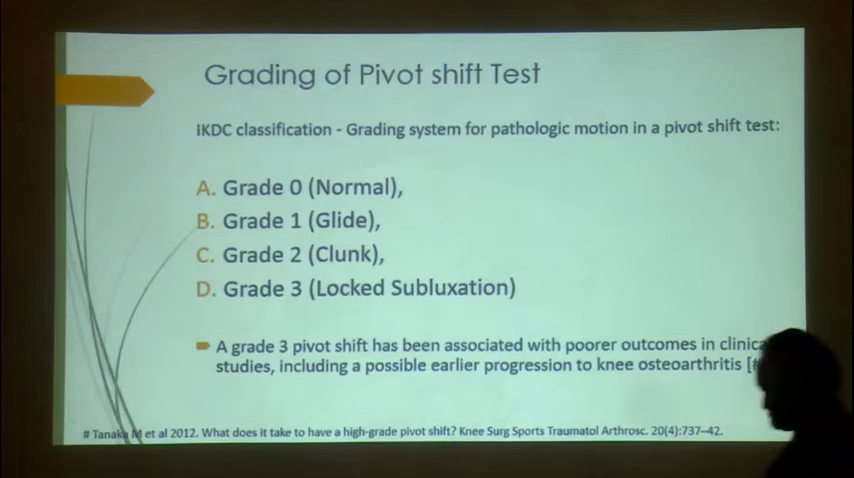 Grading of Pivot shift Test
IKDC classification - Grading system for pathologic motion in a pivot shift test:
A. Grade 0 (Normal),
B. Grade 1 (Glide),
C. Grade 2 (Clunk),
D. Grade 3 (Locked Subluxation)
A grade 3 pivot shift has been associated with poorer outcomes in
studies, including a possible earlier progression to knee osteoarthritis
# Tanaka M et al 2012. What does it take to have a high-grade pivot shift? Knee Surg Sports Traumatol Arthrosc. 20(4):737–42.